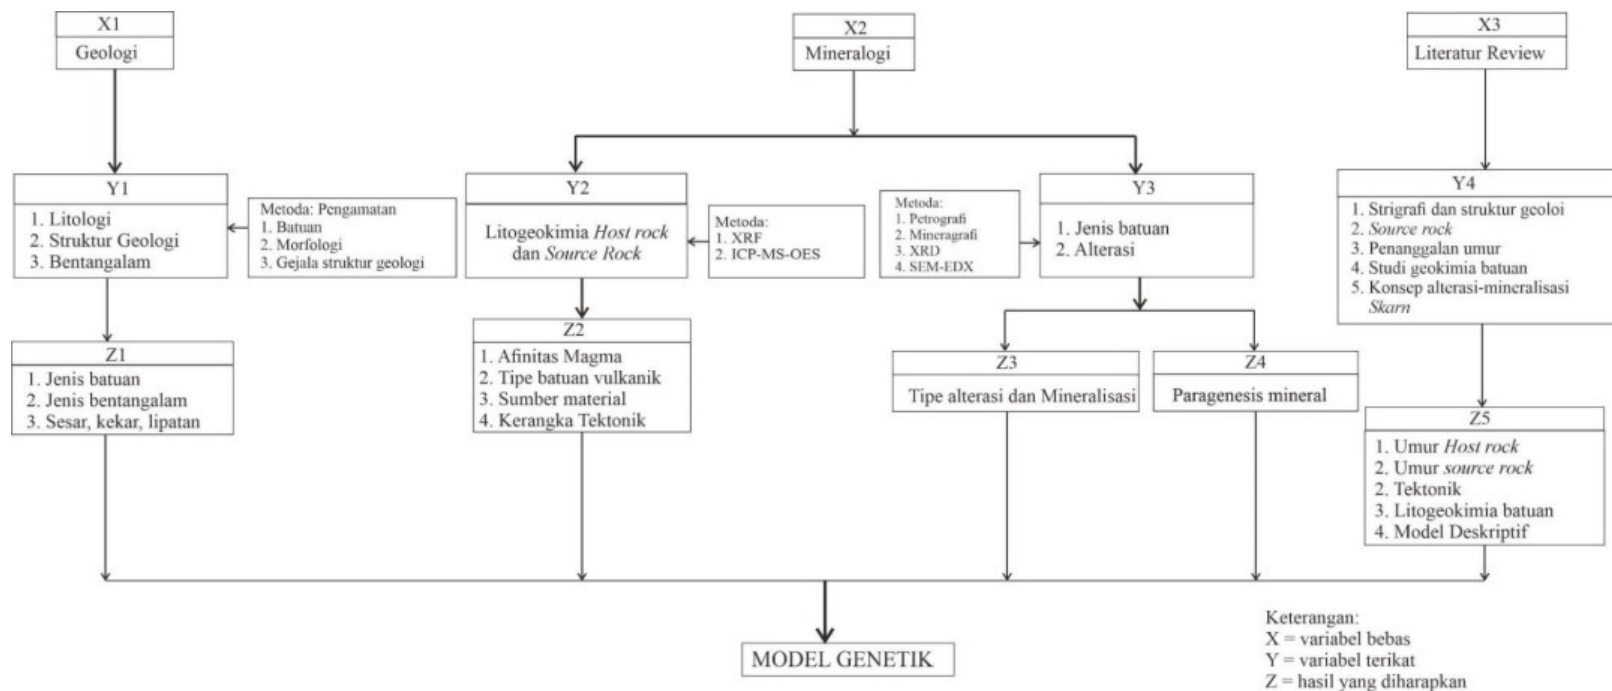 X1
Geologi
X2
Mineralogi
X3
Literatur Review
Y1
1. Litologi
2. Struktur Geologi
3. Bentangalam
Metoda: Pengamatan
1. Batuan
2. Morfologi
3. Gejala struktur geologi
Y2
Litogeokimia Host rock
dan Source Rock
Metoda:
1. XRF
2. ICP-MS-OES
Metoda:
1. Petrografi
2. Mineragrafi
3. XRD
4. SEM-EDX
Y3
1. Jenis batuan
2. Alterasi
Y4
1. Strigrafi dan struktur geoloi
2. Source rock
3. Penanggalan umur
4. Studi geokimia batuan
5. Konsep alterasi-mineralisasi
Skarn
Z1
1. Jenis batuan
2. Jenis bentangalam
3. Sesar, kekar, lipatan
Z2
1. Afinitas Magma
2. Tipe batuan vulkanik
3. Sumber material
4. Kerangka Tektonik
Z3
Tipe alterasi dan Mineralisasi
Z4
Paragenesis mineral
Z5
1. Umur Host rock
2. Umur source rock
2. Tektonik
3. Litogeokimia batuan
4. Model Deskriptif
MODEL GENETIK
Keterangan:
X = variabel bebas
Y = variabel terikat
Z = hasil yang diharapkan